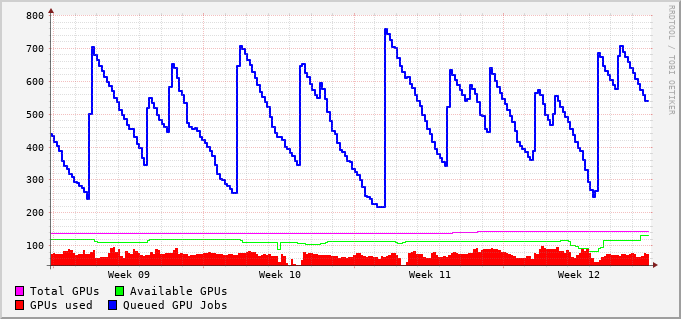 800
700
600
500
400
300
200
100
Week 09 Week 10 Week 11 Week 12
Total GPUs Available GPUs
GPUs used Queued GPU Jobs
RRDTOOL / TOBI OETIKER